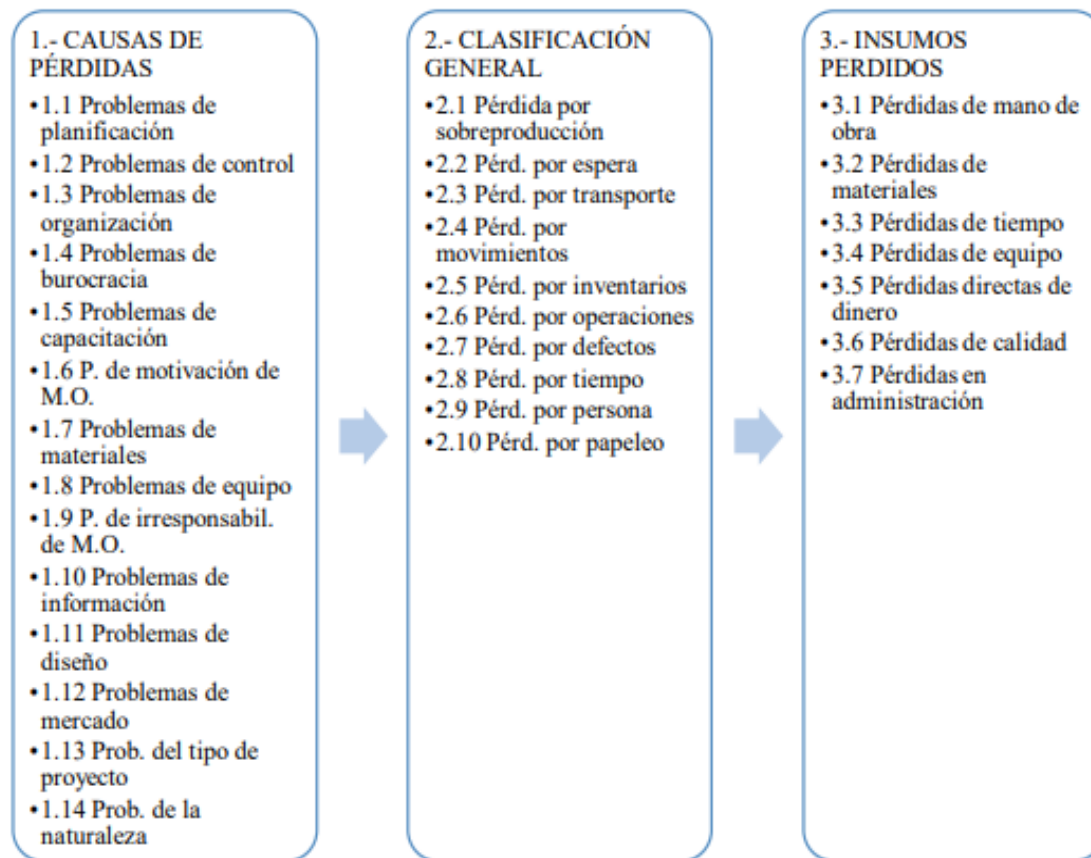 1.- CAUSAS DE
PÉRDIDAS
•1.1 Problemas de
planificación
•1.2 Problemas de control
•1.3 Problemas de
organización
•1.4 Problemas de
burocracia
•1.5 Problemas de
capacitación
•1.6 P. de motivación de
M.O.
•1.7 Problemas de
materiales
•1.8 Problemas de equipo
•1.9 P. de irresponsabil.
de M.O.
•1.10 Problemas de
información
•1.11 Problemas de
diseño
•1.12 Problemas de
mercado
•1.13 Prob. del tipo de
proyecto
•1.14 Prob. de la
naturaleza
2.- CLASIFICACIÓN
GENERAL
•2.1 Pérdida por
sobreproducción
•2.2 Pérd. por espera
•2.3 Pérd. por transporte
•2.4 Pérd. por
movimientos
•2.5 Pérd. por inventarios
•2.6 Pérd. por operaciones
•2.7 Pérd. por defectos
•2.8 Pérd. por tiempo
•2.9 Pérd. por persona
•2.10 Pérd. por papeleo
3.- INSUMOS
PERDIDOS
•3.1 Pérdidas de mano de
obra
•3.2 Pérdidas de
materiales
•3.3 Pérdidas de tiempo
•3.4 Pérdidas de equipo
•3.5 Pérdidas directas de
dinero
•3.6 Pérdidas de calidad
•3.7 Pérdidas en
administración